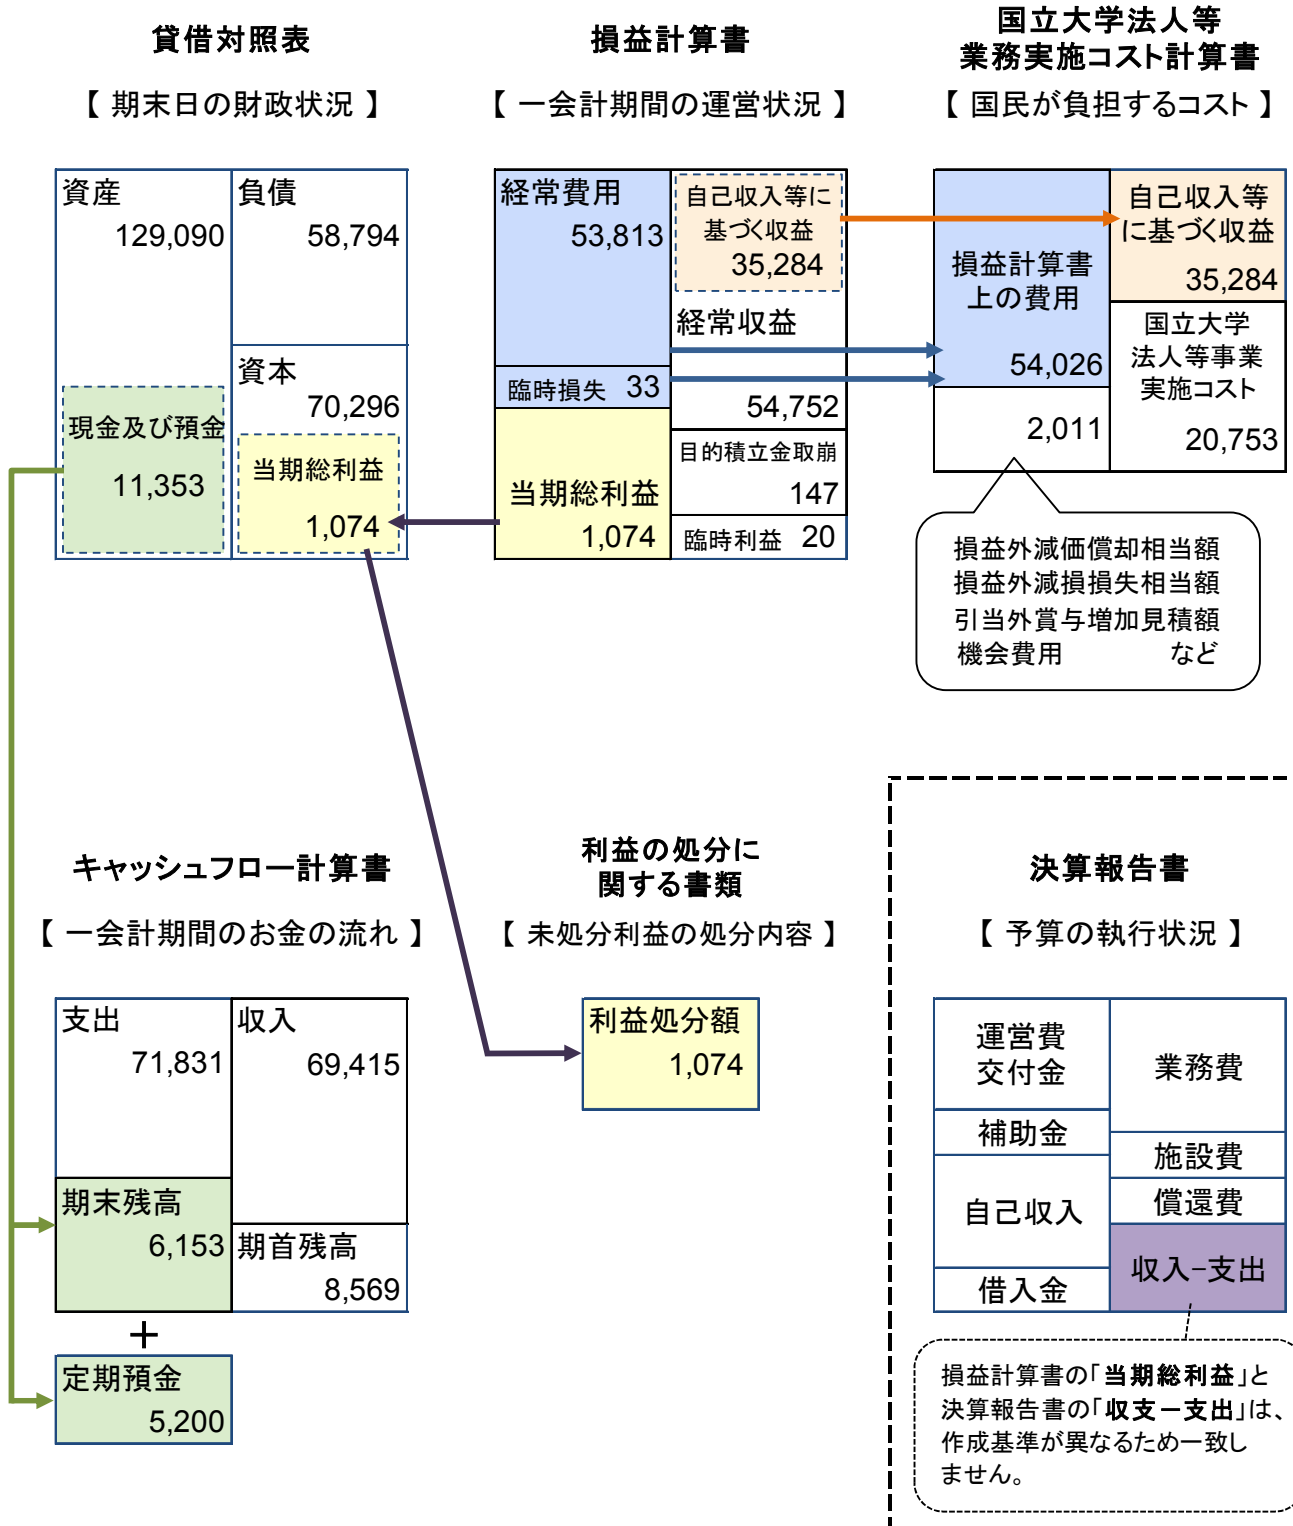 貸借対照表
【 期末日の財政状況 】
資産
129,090
負債
58,794
資本
70,296
現金及び預金
11,353
当期総利益
1,074
損益計算書
【 一会計期間の運営状況 】
経常費用
53,813
自己収入等に
基づく収益
35,284
経常収益
54,752
臨時損失 33
当期総利益
1,074
目的積立金取崩
147
臨時利益 20
国立大学法人等
業務実施コスト計算書
【 国民が負担するコスト 】
損益計算書
上の費用
54,026
自己収入等
に基づく収益
35,284
国立大学
法人等事業
実施コスト
20,753
2,011
損益外減価償却相当額
損益外減損損失相当額
引当外賞与増加見積額
機会費用 など
キャッシュフロー計算書
【 一会計期間のお金の流れ 】
支出
71,831
収入
69,415
期末残高
6,153
期首残高
8,569
＋
定期預金
5,200
利益の処分に
関する書類
【 未処分利益の処分内容 】
利益処分額
1,074
決算報告書
【 予算の執行状況 】
運営費
交付金
補助金
自己収入
借入金
業務費
施設費
償還費
収入−支出
損益計算書の「当期総利益」と
決算報告書の「収支－支出」は、
作成基準が異なるため一致し
ません。